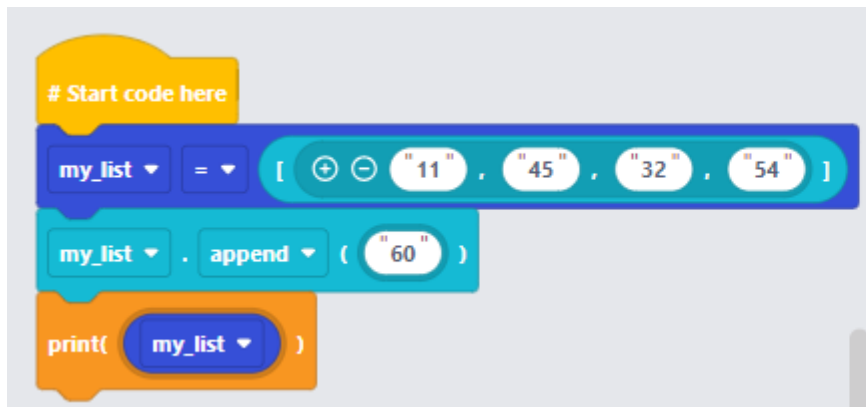 # Start code here
my_list = [ "11" , "45" , "32" , "54" ]
my_list . append ( "60" )
print( my_list )